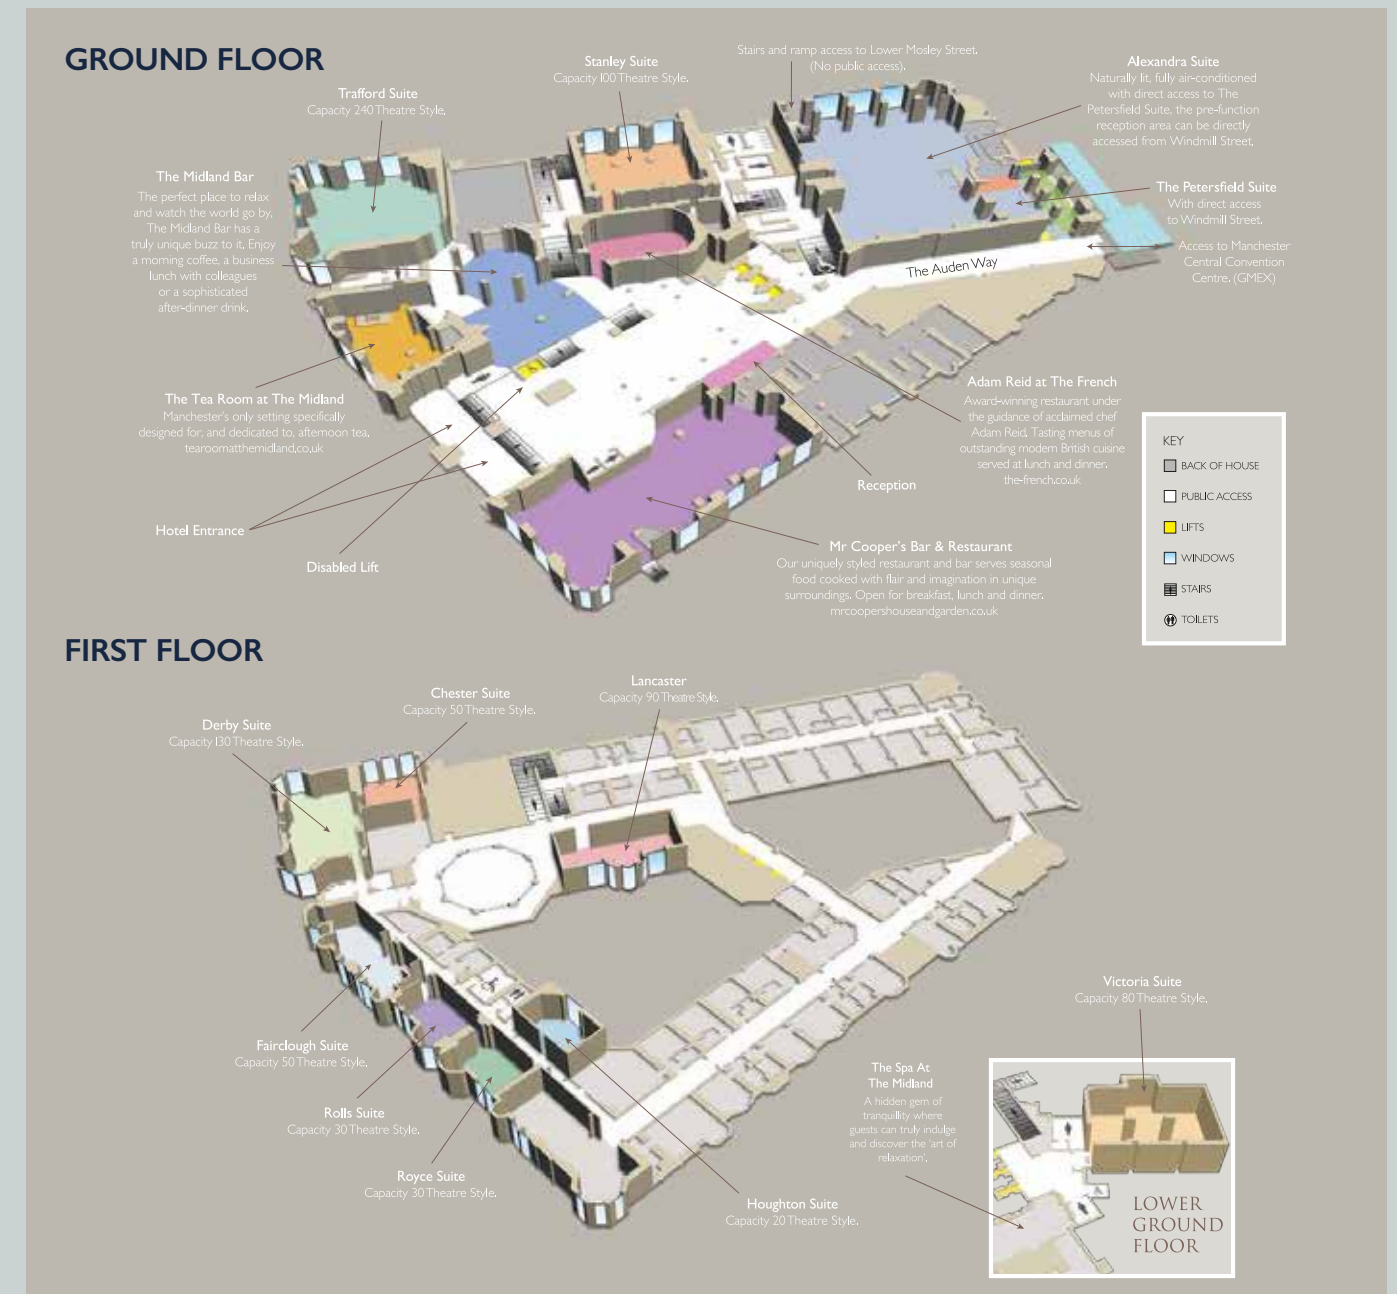 GROUND FLOOR
Stanley Suite
Capacity 100 Theatre Style.
Stairs and ramp access to Lower Mosley Street.
(No public access).
Alexandra Suite
Naturally lit, fully air-conditioned
with direct access to The
Petersfield Suite, the pre-function
reception area can be directly
accessed from Windmill Street.
Trafford Suite
Capacity 240 Theatre Style.
The Midland Bar
The perfect place to relax
and watch the world go by.
The Midland Bar has a
truly unique buzz to it. Enjoy
a morning coffee, a business
lunch with colleagues
or a sophisticated
after-dinner drink.
The Petersfield Suite
With direct access
to Windmill Street.
Access to Manchester
Central Convention
Centre. (GMEX)
The Auden Way
The Tea Room at The Midland
Manchester's only setting specifically
designed for, and dedicated to, afternoon tea.
tearoomatthemidland.co.uk
Adam Reid at The French
Award-winning restaurant under
the guidance of acclaimed chef
Adam Reid. Tasting menus of
outstanding modern British cuisine
served at lunch and dinner.
the-french.co.uk
Reception
Hotel Entrance
Disabled Lift
Mr Cooper's Bar & Restaurant
Our uniquely styled restaurant and bar serves seasonal
food cooked with flair and imagination in unique
surroundings. Open for breakfast, lunch and dinner.
mrcoopershouseandgarden.co.uk
KEY
BACK OF HOUSE
PUBLIC ACCESS
LIFTS
WINDOWS
STAIRS
TOILETS
FIRST FLOOR
Derby Suite
Capacity 130 Theatre Style.
Chester Suite
Capacity 50 Theatre Style.
Lancaster
Capacity 90 Theatre Style.
Fairclough Suite
Capacity 50 Theatre Style.
Rolls Suite
Capacity 30 Theatre Style.
Royce Suite
Capacity 30 Theatre Style.
Houghton Suite
Capacity 20 Theatre Style.
The Spa At
The Midland
A hidden gem of
tranquillity where
guests can truly indulge
and discover the 'art of
relaxation'.
Victoria Suite
Capacity 80 Theatre Style.
LOWER
GROUND
FLOOR